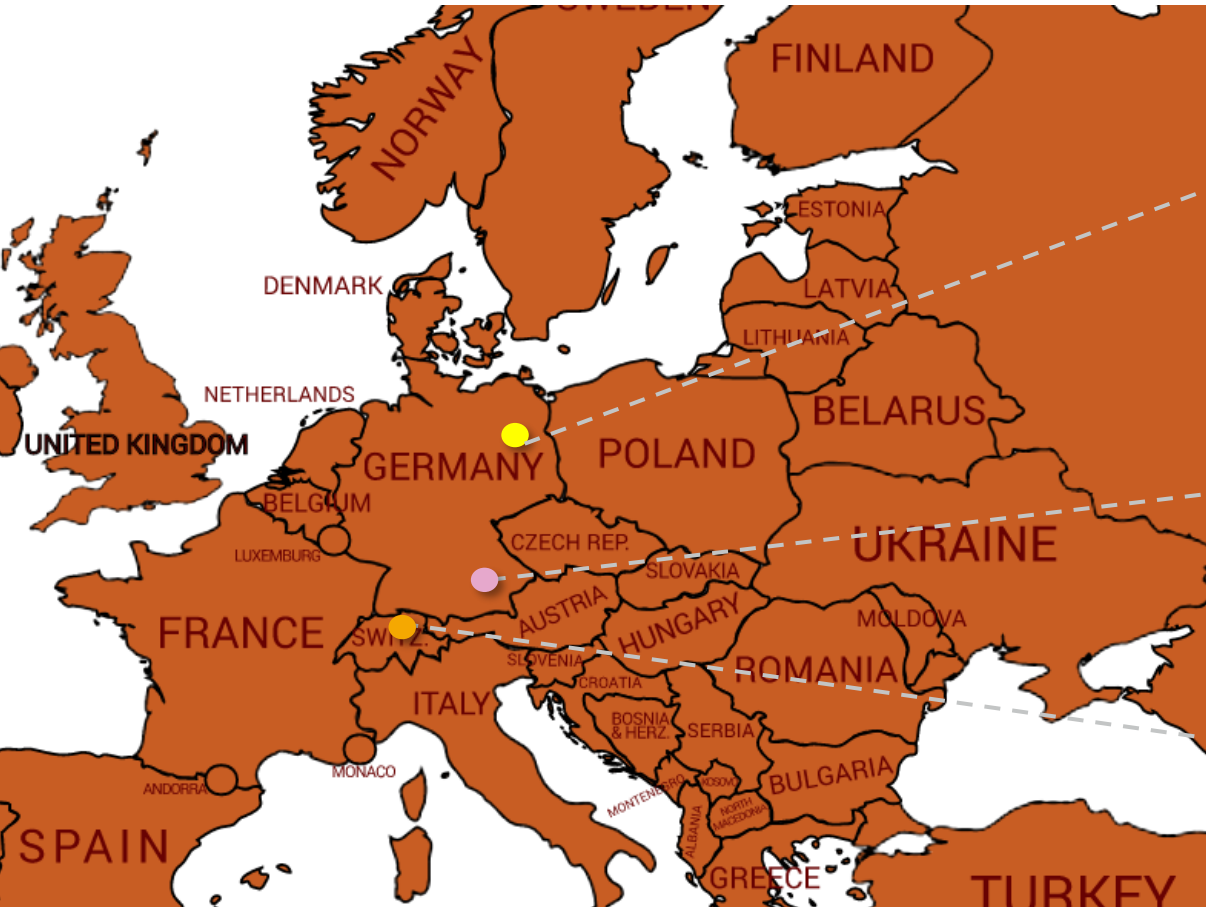 SWEDEN
FINLAND
NORWAY
ESTONIA
DENMARK
LATVIA
LITHUANIA
NETHERLANDS
BELARUS
UNITED KINGDOM
GERMANY
POLAND
BELGIUM
LUXEMBURG
CZECH REP.
UKRAINE
SLOVAKIA
FRANCE
SWITZ.
AUSTRIA
HUNGARY
MOLDOVA
SLOVENIA
ROMANIA
CROATIA
ITALY
BOSNIA
& HERZ.
SERBIA
MONACO
ANDORRA
MONTENEGRO
KOSOVO
BULGARIA
NORTH
MACEDONIA
ALBANIA
SPAIN
GREECE
TURKEY